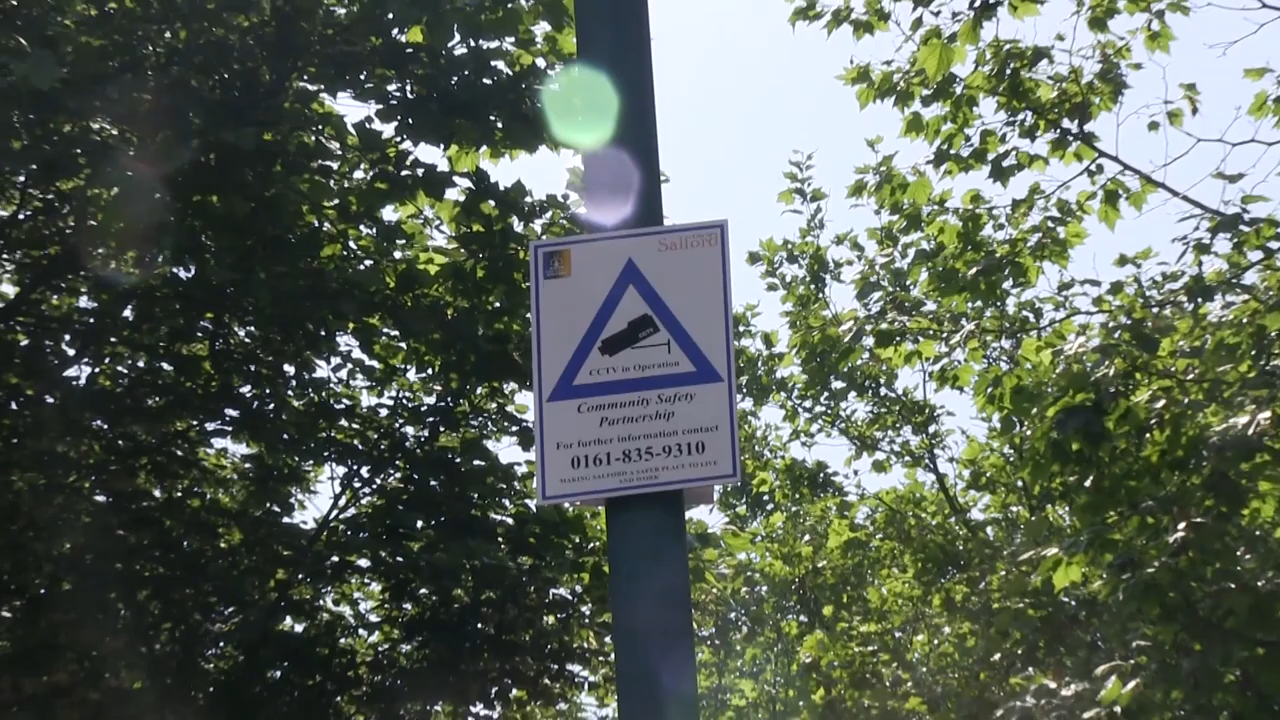 Salford
CCTV
CCTV in Operation
Community Safety
Partnership
For further information contact
0161-835-9310
MAKING SALFORD A SAFER PLACE TO LIVE
AND WORK